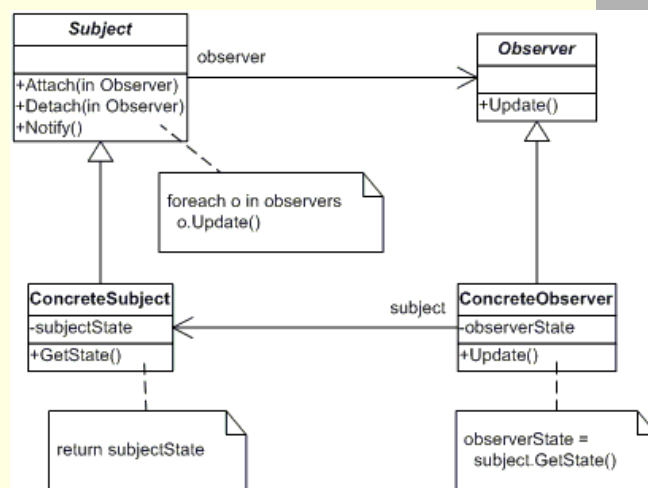 Subject
observer
Observer
+Attach(in Observer)
+Detach(in Observer)
+Notify()
+Update()
foreach o in observers
o.Update()
ConcreteSubject
-subjectState
+GetState()
subject
ConcreteObserver
-observerState
+Update()
return subjectState
observerState =
subject.GetState()